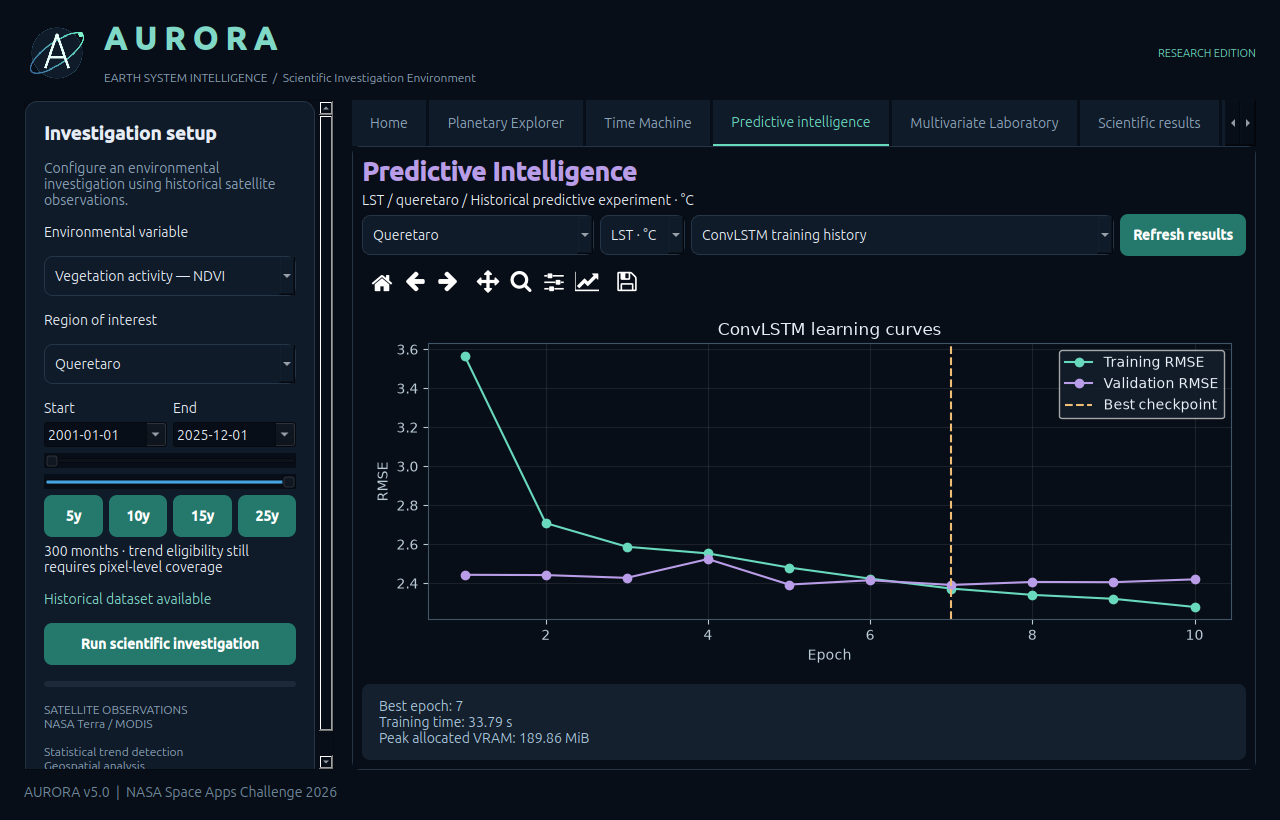 A
AURORA
EARTH SYSTEM INTELLIGENCE / Scientific Investigation Environment
RESEARCH EDITION
Investigation setup
Configure an environmental
investigation using historical satellite
observations.
Environmental variable
Vegetation activity — NDVI
Region of interest
Queretaro
Start End
2001-01-01 2025-12-01
5y 10y 15y 25y
300 months · trend eligibility still
requires pixel-level coverage
Historical dataset available
Run scientific investigation
SATELLITE OBSERVATIONS
NASA Terra / MODIS
Statistical trend detection
Geospatial analysis
Home Planetary Explorer Time Machine Predictive intelligence Multivariate Laboratory Scientific results
Predictive Intelligence
LST / queretaro / Historical predictive experiment · °C
Queretaro LST · °C ConvLSTM training history Refresh results
ConvLSTM learning curves
Training RMSE
Validation RMSE
Best checkpoint
RMSE
3.6
3.4
3.2
3.0
2.8
2.6
2.4
2 4 6 8 10
Epoch
Best epoch: 7
Training time: 33.79 s
Peak allocated VRAM: 189.86 MiB
AURORA v5.0 | NASA Space Apps Challenge 2026